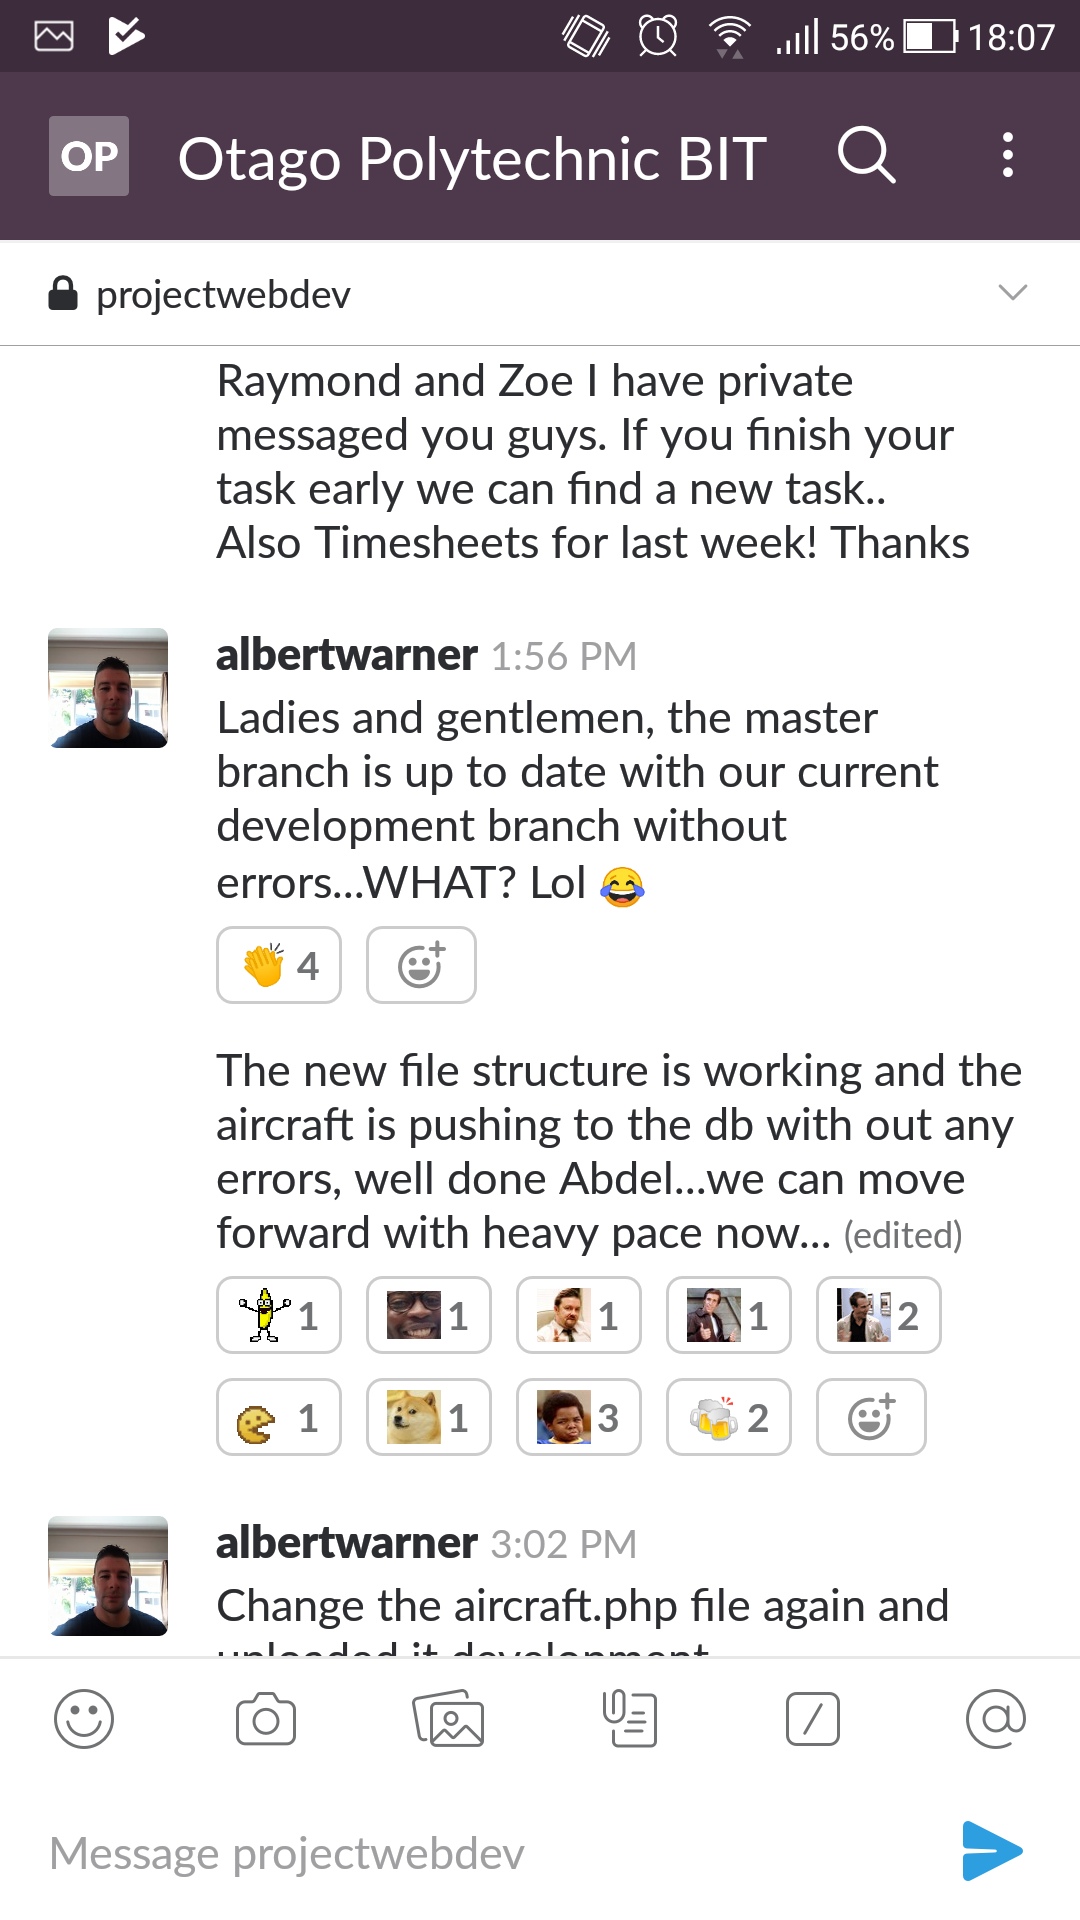 56% 18:07
OP Otago Polytechnic BIT
projectwebdev
Raymond and Zoe I have private
messaged you guys. If you finish your
task early we can find a new task..
Also Timesheets for last week! Thanks
albertwarner 1:56 PM
Ladies and gentlemen, the master
branch is up to date with our current
development branch without
errors...WHAT? Lol 😂
👏 4
The new file structure is working and the
aircraft is pushing to the db with out any
errors, well done Abdel...we can move
forward with heavy pace now... (edited)
1 1 1 1 2
1 1 3 🍻 2
albertwarner 3:02 PM
Change the aircraft.php file again and
uploaded it development
Message projectwebdev